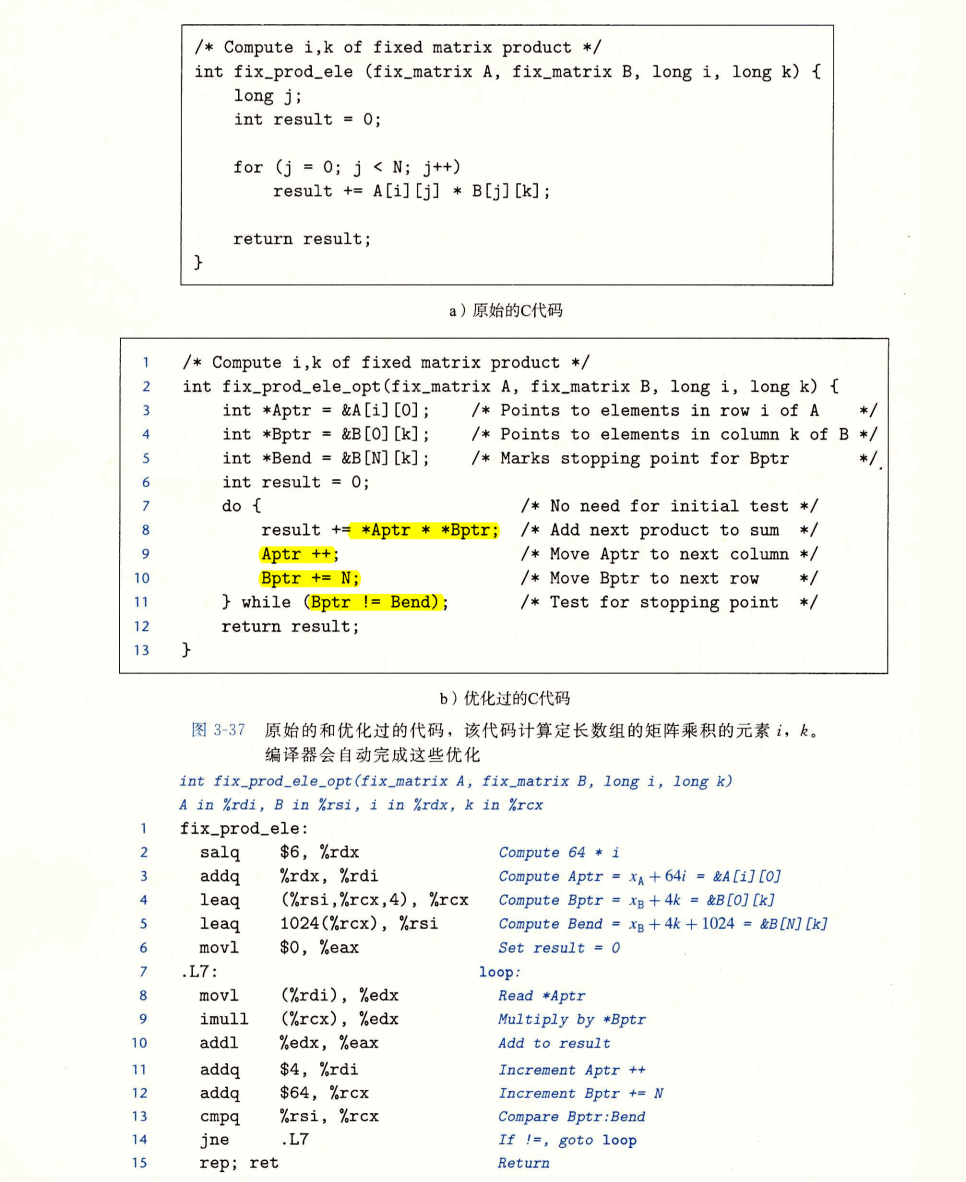 /* Compute i,k of fixed matrix product */
int fix_prod_ele (fix_matrix A, fix_matrix B, long i, long k) {
    long j;
    int result = 0;

    for (j = 0; j < N; j++)
        result += A[i][j] * B[j][k];

    return result;
}
a）原始的C代码
1 /* Compute i,k of fixed matrix product */
2 int fix_prod_ele_opt(fix_matrix A, fix_matrix B, long i, long k) {
3     int *Aptr = &A[i][0];    /* Points to elements in row i of A    */
4     int *Bptr = &B[0][k];    /* Points to elements in column k of B */
5     int *Bend = &B[N][k];    /* Marks stopping point for Bptr       */
6     int result = 0;
7     do {                          /* No need for initial test */
8         result += *Aptr * *Bptr;  /* Add next product to sum  */
9         Aptr ++;                  /* Move Aptr to next column */
10         Bptr += N;                /* Move Bptr to next row    */
11     } while (Bptr != Bend);       /* Test for stopping point  */
12     return result;
13 }
b）优化过的C代码
图 3-37 原始的和优化过的代码，该代码计算定长数组的矩阵乘积的元素 i，k。
编译器会自动完成这些优化
int fix_prod_ele_opt(fix_matrix A, fix_matrix B, long i, long k)
A in %rdi, B in %rsi, i in %rdx, k in %rcx
1 fix_prod_ele:
2   salq    $6, %rdx    Compute 64 * i
3   addq    %rdx, %rdi    Compute Aptr = xA + 64i = &A[i][0]
4   leaq    (%rsi,%rcx,4), %rcx    Compute Bptr = xB + 4k = &B[0][k]
5   leaq    1024(%rcx), %rsi    Compute Bend = xB + 4k + 1024 = &B[N][k]
6   movl    $0, %eax    Set result = 0
7 .L7:    loop:
8   movl    (%rdi), %edx    Read *Aptr
9   imull    (%rcx), %edx    Multiply by *Bptr
10   addl    %edx, %eax    Add to result
11   addq    $4, %rdi    Increment Aptr ++
12   addq    $64, %rcx    Increment Bptr += N
13   cmpq    %rsi, %rcx    Compare Bptr:Bend
14   jne    .L7    If !=, goto loop
15   rep; ret    Return